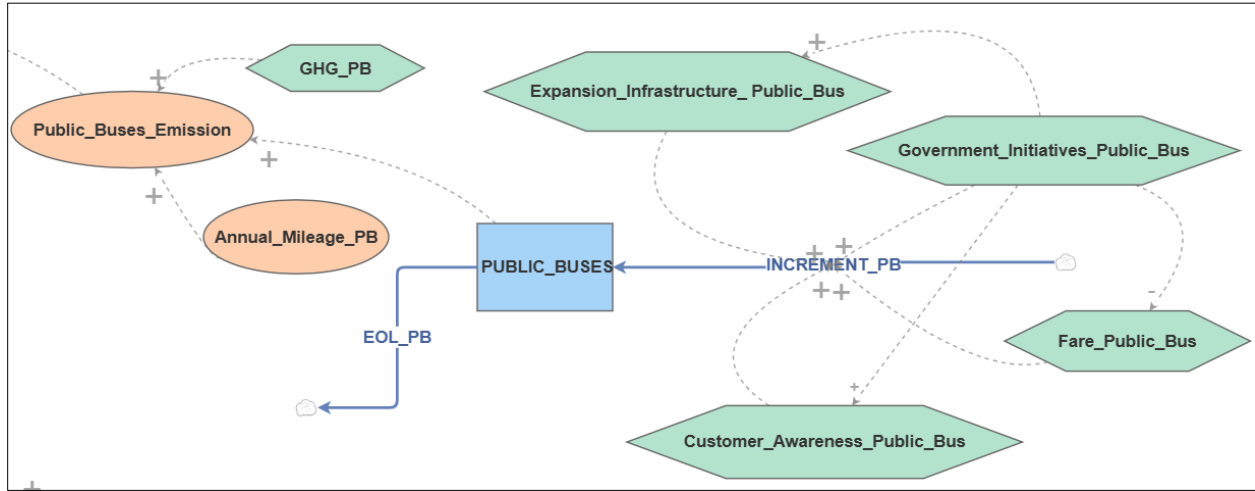 GHG_PB
+
+
Expansion_Infrastructure_ Public_Bus
Public_Buses_Emission
Government_Initiatives_Public_Bus
+
+
Annual_Mileage_PB
PUBLIC_BUSES
+ +
INCREMENT_PB
+ +
-
EOL_PB
Fare_Public_Bus
+
Customer_Awareness_Public_Bus
+